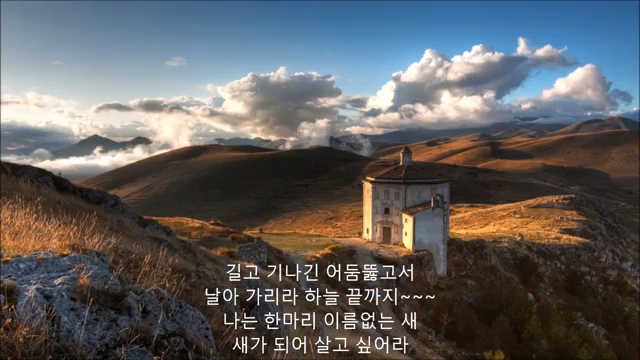 길고 기나긴 어둠뚫고서
날아 가리라 하늘 끝까지~~~
나는 한마리 이름없는 새
새가 되어 살고 싶어라